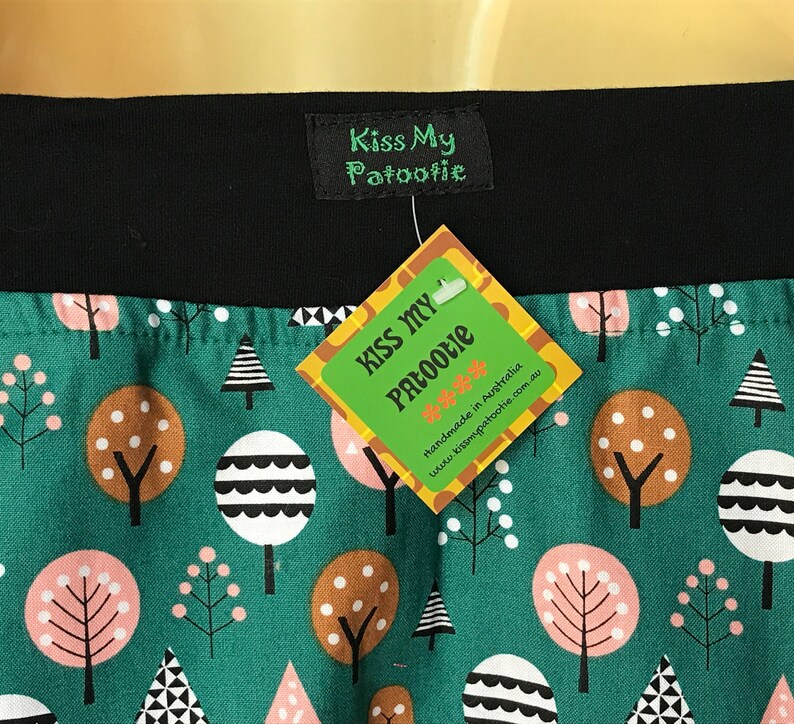 Kiss My
Patootie
KISS MY
PATOOTIE
Handmade in Australia
www.kissmypatootie.com.au